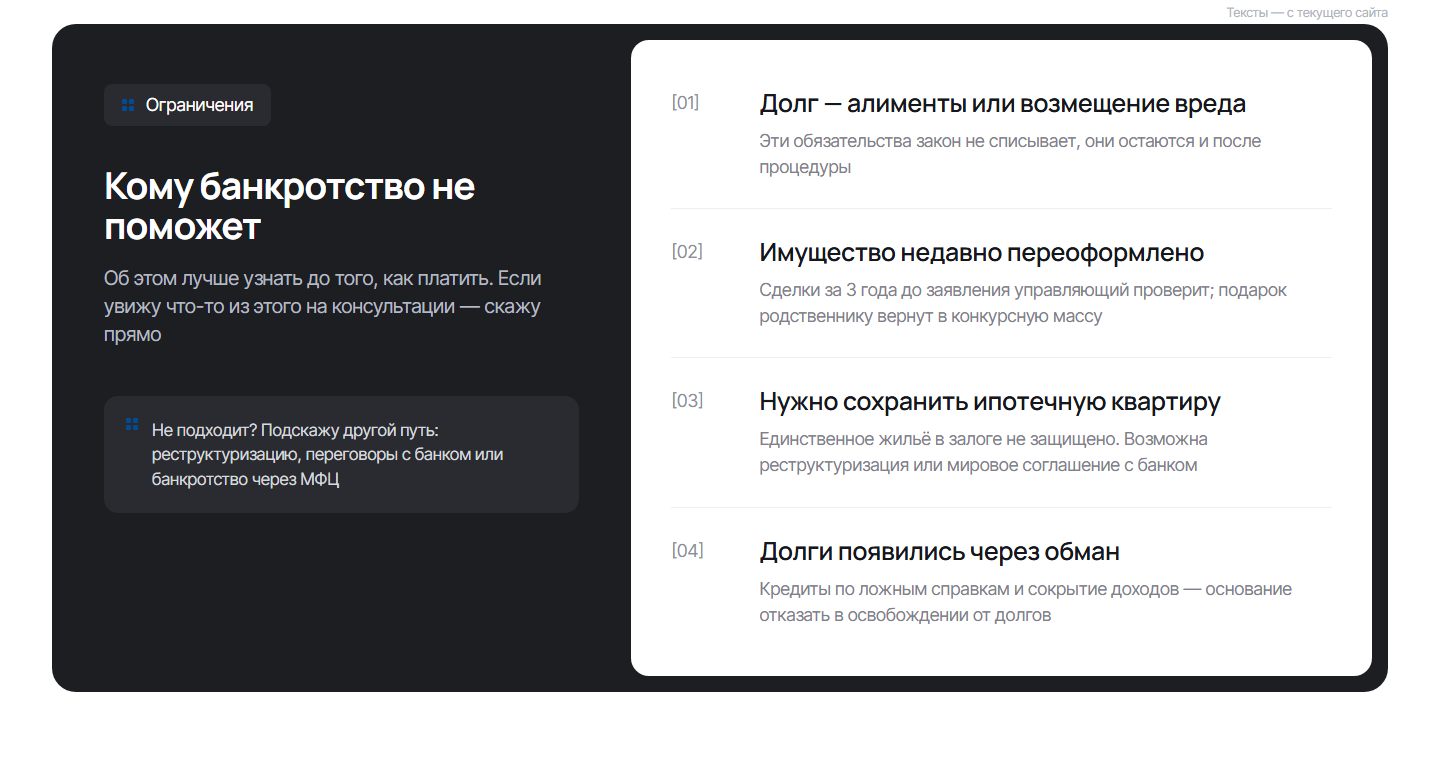 Тексты — с текущего сайта
Ограничения
Кому банкротство не
поможет
Об этом лучше узнать до того, как платить. Если
увижу что-то из этого на консультации — скажу
прямо
Не подходит? Подскажу другой путь:
реструктуризацию, переговоры с банком или
банкротство через МФЦ
[01]
Долг — алименты или возмещение вреда
Эти обязательства закон не списывает, они остаются и после
процедуры
[02]
Имущество недавно переоформлено
Сделки за 3 года до заявления управляющий проверит; подарок
родственнику вернут в конкурсную массу
[03]
Нужно сохранить ипотечную квартиру
Единственное жильё в залоге не защищено. Возможна
реструктуризация или мировое соглашение с банком
[04]
Долги появились через обман
Кредиты по ложным справкам и сокрытие доходов — основание
отказать в освобождении от долгов